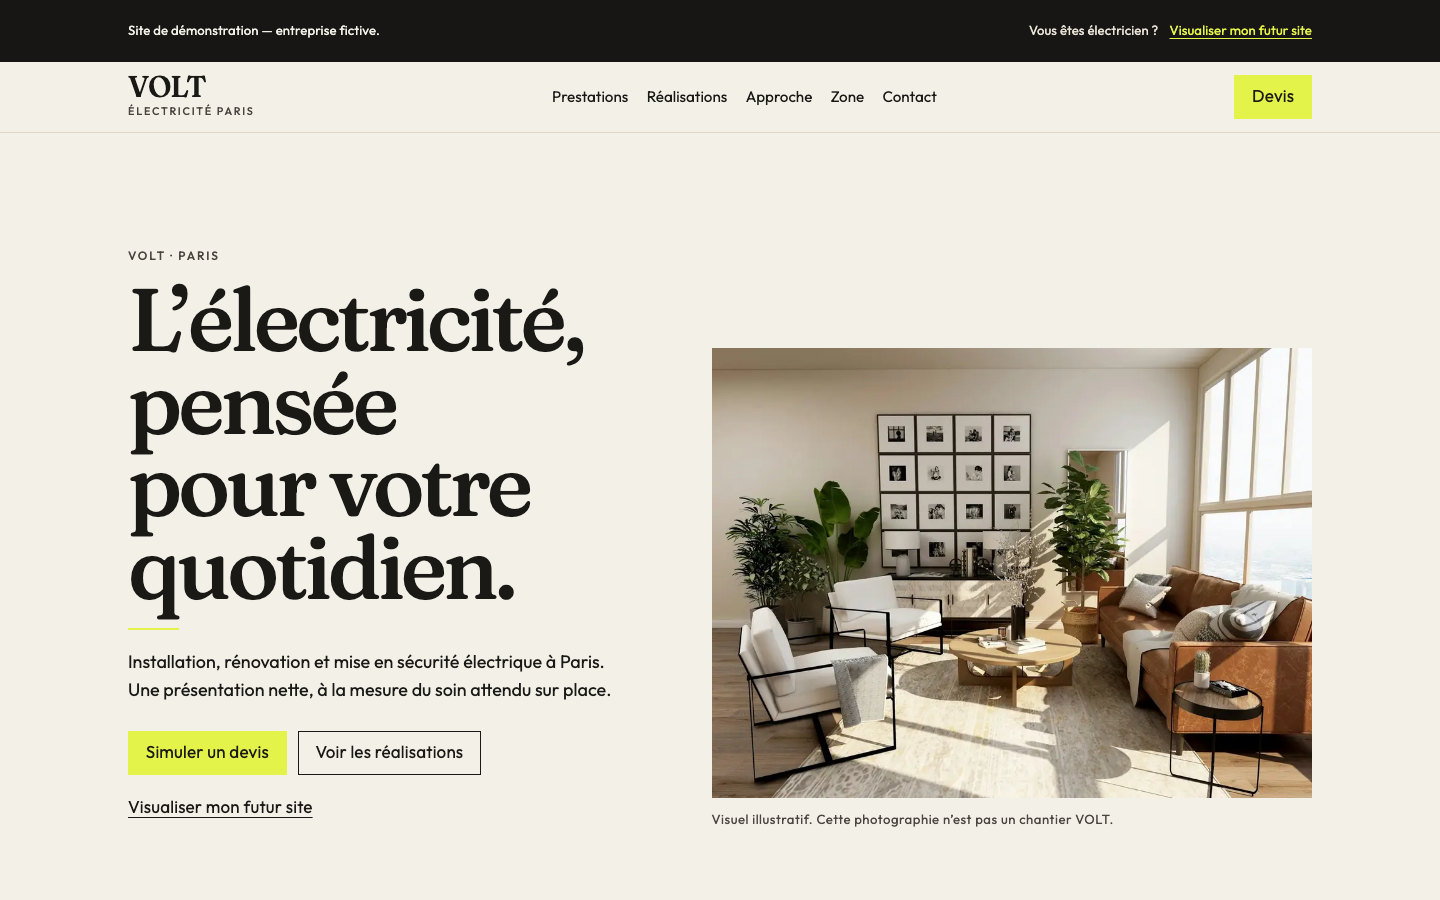 Site de démonstration — entreprise fictive.
Vous êtes électricien ? Visualiser mon futur site
VOLT
ÉLECTRICITÉ PARIS
Prestations Réalisations Approche Zone Contact
Devis
VOLT · PARIS
L’électricité,
pensée
pour votre
quotidien.
Installation, rénovation et mise en sécurité électrique à Paris.
Une présentation nette, à la mesure du soin attendu sur place.
Simuler un devis
Voir les réalisations
Visualiser mon futur site
Visuel illustratif. Cette photographie n’est pas un chantier VOLT.